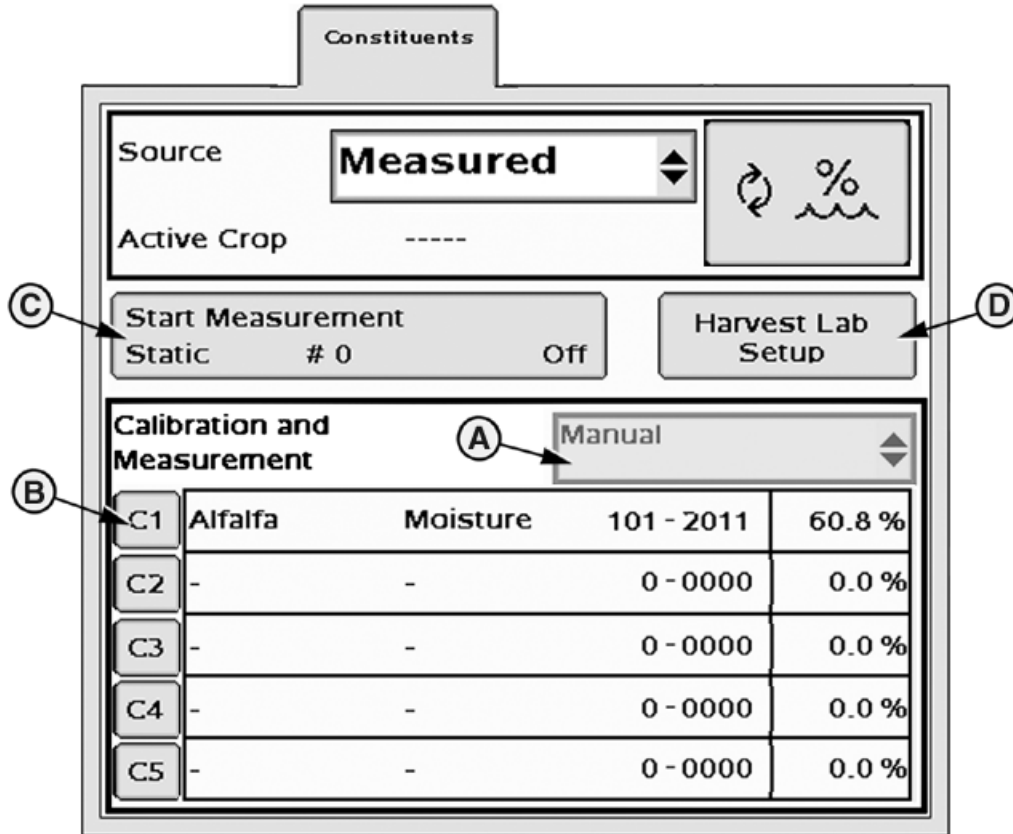 Constituents
Source
Measured
%
Active Crop -----
C
Start Measurement
Static # 0 Off
Harvest Lab
Setup
D
Calibration and
Measurement
A
Manual
B
C1 Alfalfa Moisture 101 - 2011 60.8 %
C2 - - 0 - 0000 0.0 %
C3 - - 0 - 0000 0.0 %
C4 - - 0 - 0000 0.0 %
C5 - - 0 - 0000 0.0 %